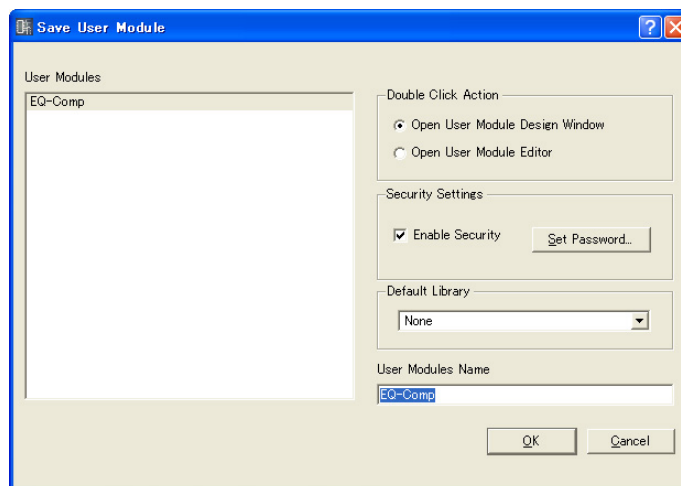 Save User Module
?
User Modules
EQ-Comp
Double Click Action
Open User Module Design Window
Open User Module Editor
Security Settings
Enable Security
Set Password...
Default Library
None
User Modules Name
EQ-Comp
OK
Cancel